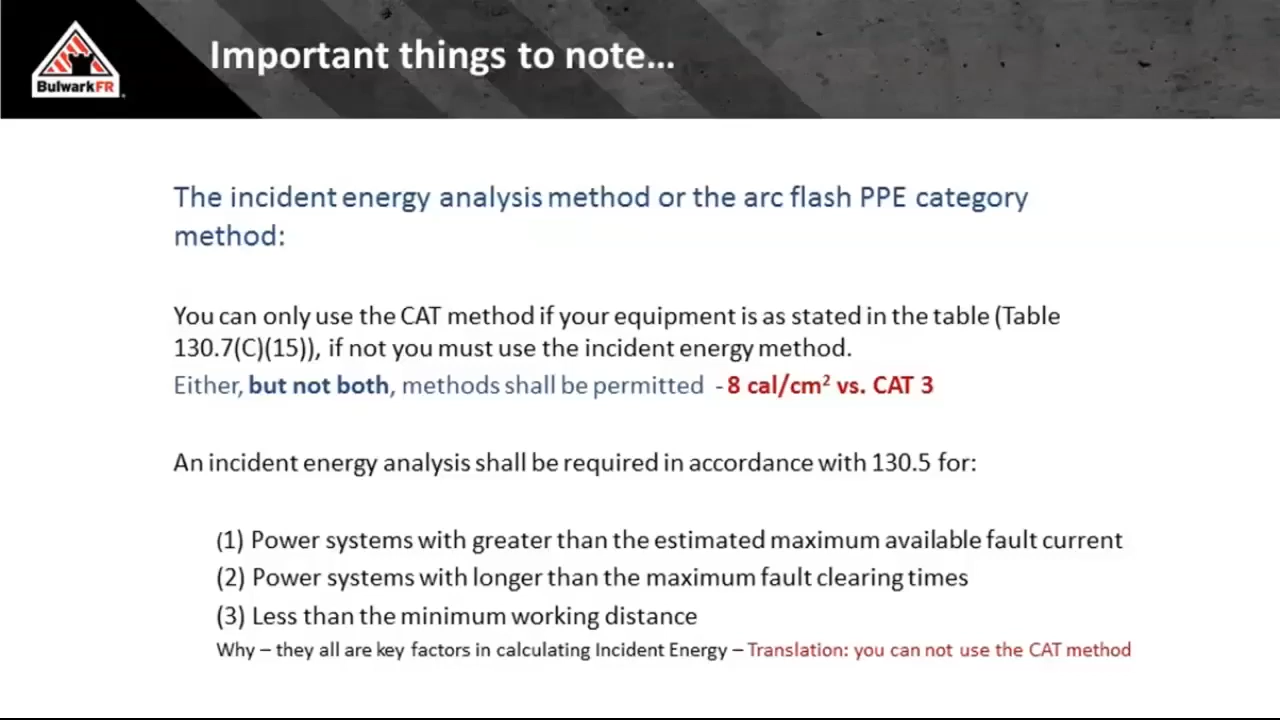 BulwarkFR
Important things to note...
The incident energy analysis method or the arc flash PPE category
method:
You can only use the CAT method if your equipment is as stated in the table (Table
130.7(C)(15)), if not you must use the incident energy method.
Either, but not both, methods shall be permitted - 8 cal/cm² vs. CAT 3
An incident energy analysis shall be required in accordance with 130.5 for:
(1) Power systems with greater than the estimated maximum available fault current
(2) Power systems with longer than the maximum fault clearing times
(3) Less than the minimum working distance
Why – they all are key factors in calculating Incident Energy – Translation: you can not use the CAT method